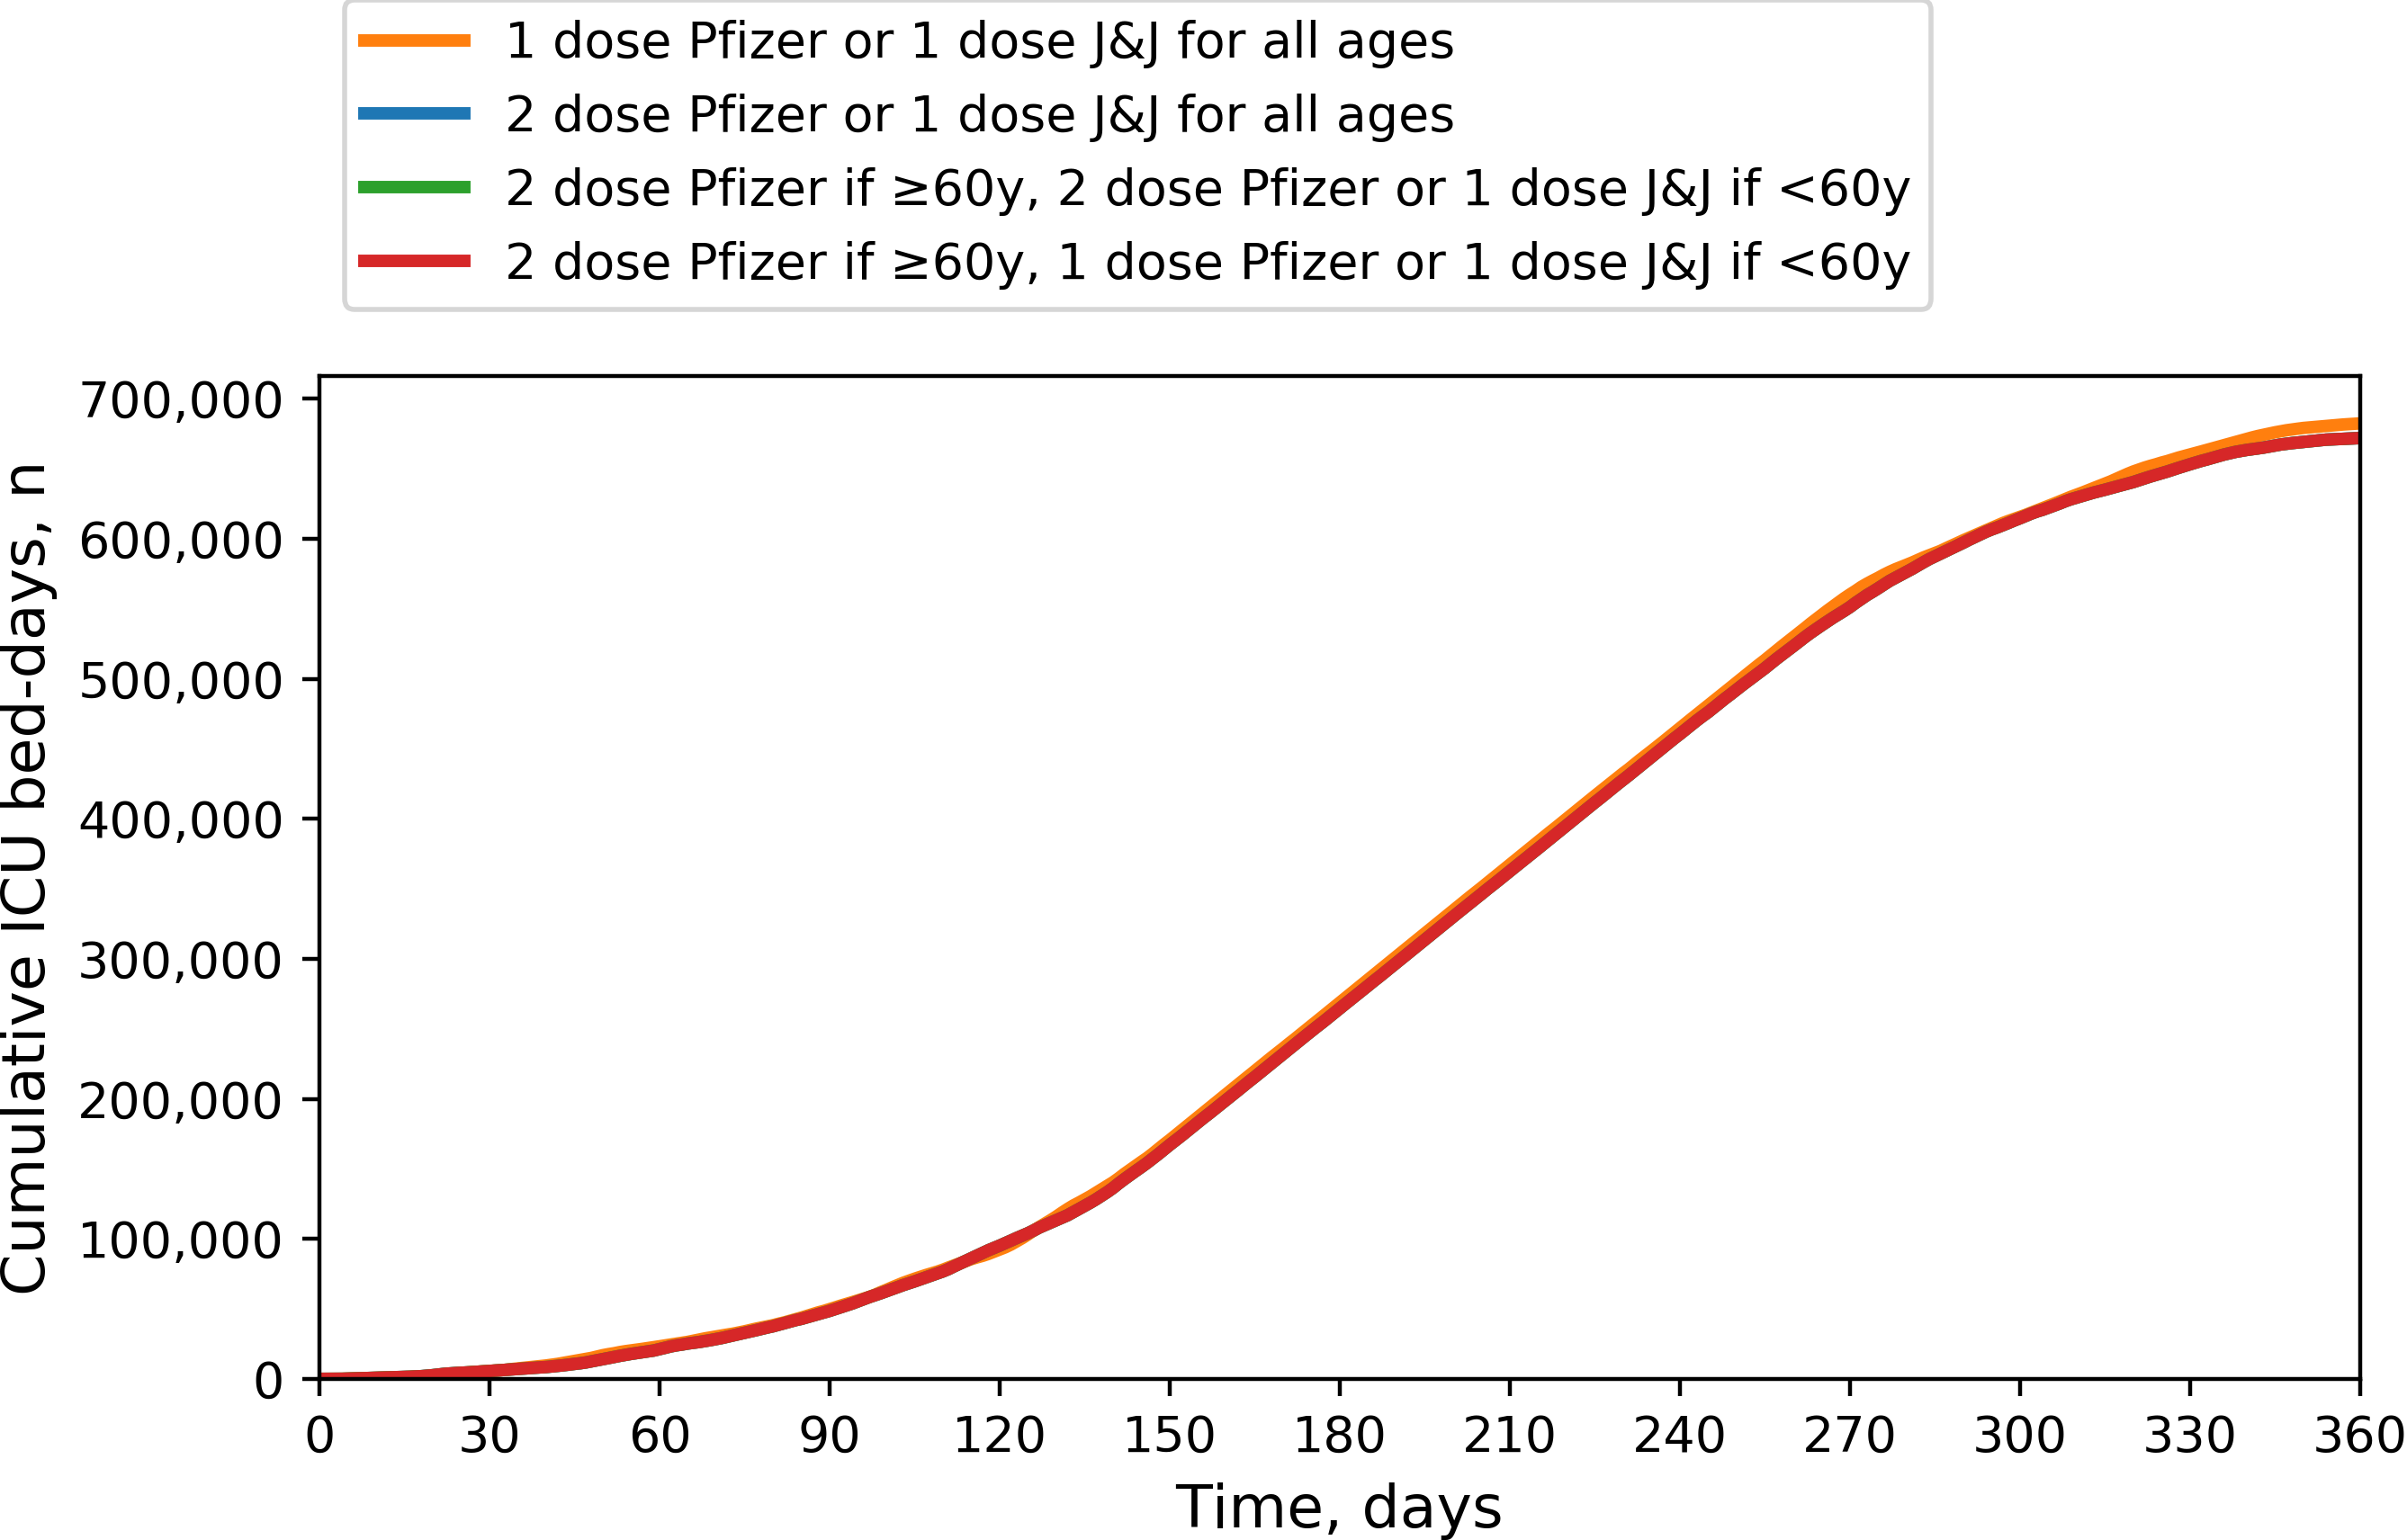 1 dose Pfizer or 1 dose J&J for all ages
2 dose Pfizer or 1 dose J&J for all ages
2 dose Pfizer if ≥60y, 2 dose Pfizer or 1 dose J&J if <60y
2 dose Pfizer if ≥60y, 1 dose Pfizer or 1 dose J&J if <60y
Cumulative ICU bed-days, n
700,000
600,000
500,000
400,000
300,000
200,000
100,000
0
0 30 60 90 120 150 180 210 240 270 300 330 360
Time, days